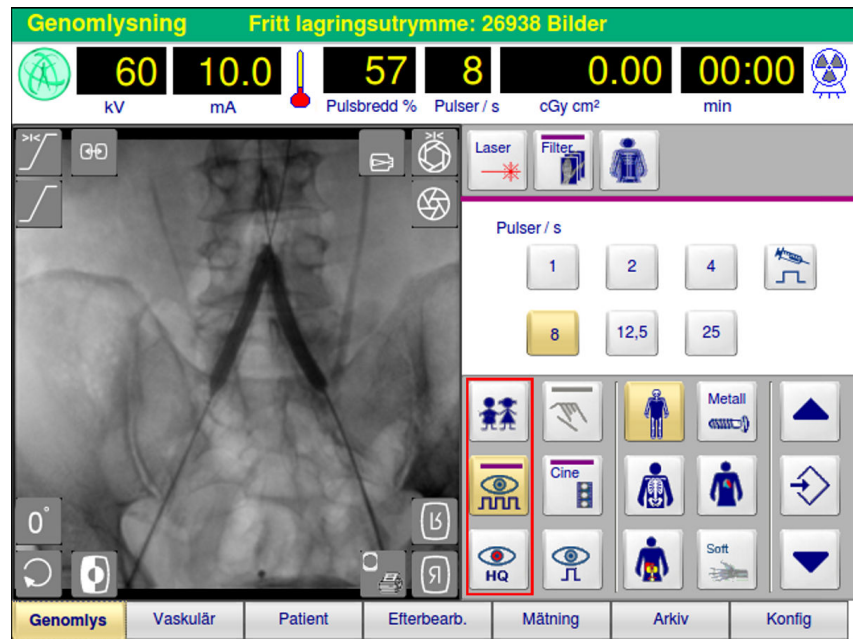 Genomlysning Fritt lagringsutrymme: 26938 Bilder
60 10.0 57 8 0.00 00:00
kV mA Pulsbredd % Pulser / s cGy cm² min
Laser Filter
Pulser / s
1 2 4
8 12,5 25
Metall
Cine
0°
HQ Soft
Genomlys Vaskulär Patient Efterbearb. Mätning Arkiv Konfig